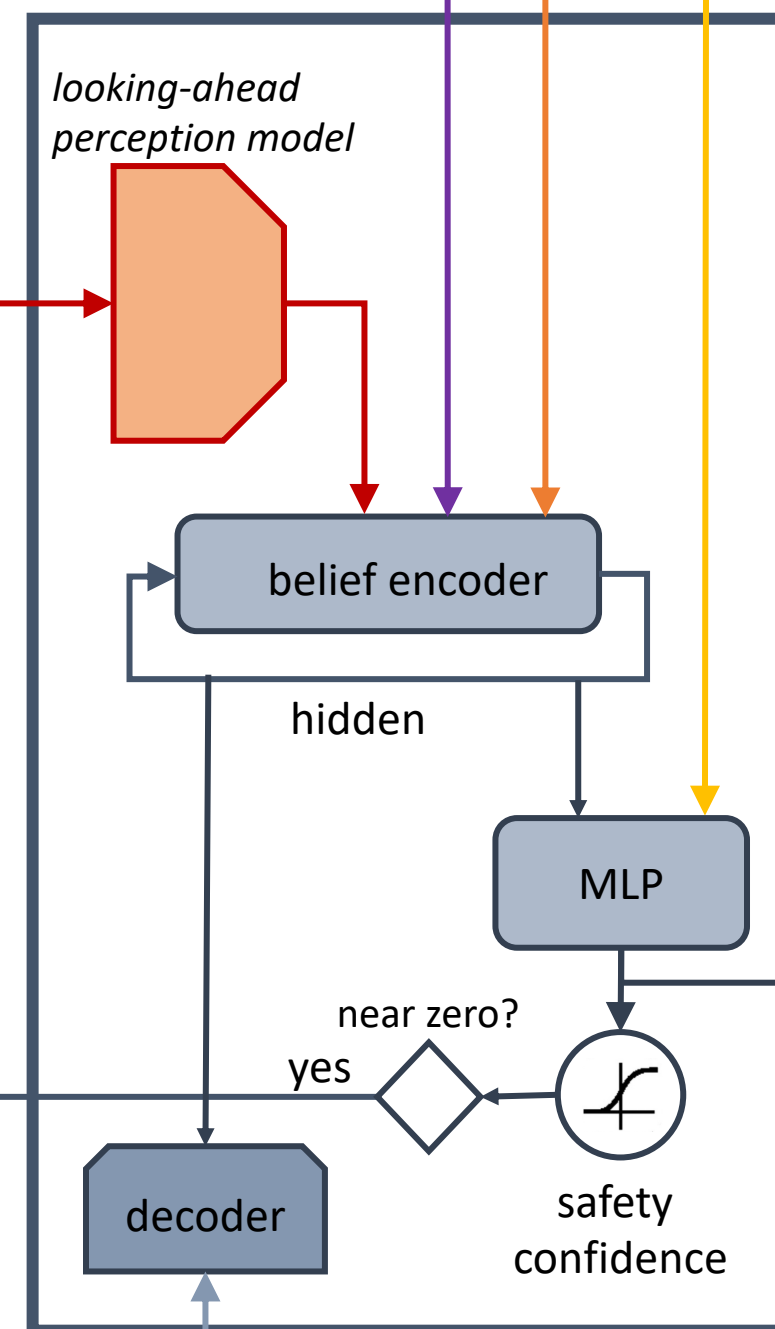 looking-ahead
perception model
belief encoder
hidden
MLP
near zero?
yes
decoder
safety
confidence